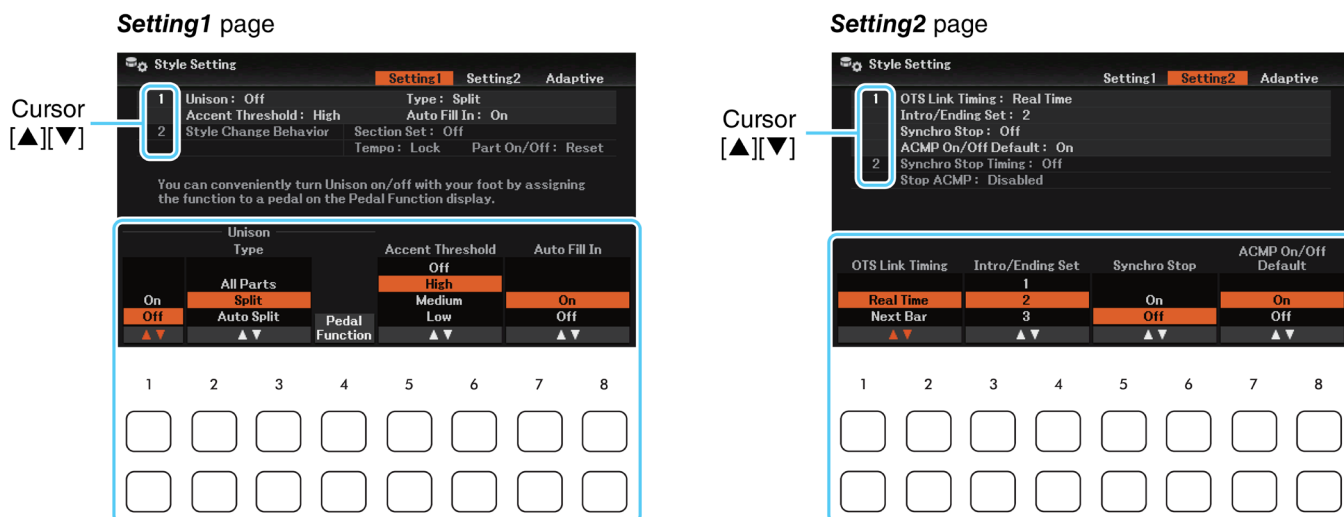 Setting1 page
Style Setting
Setting1 Setting2 Adaptive
Cursor
[▲][▼]
1 Unison : Off Type : Split
Accent Threshold : High Auto Fill In : On
2 Style Change Behavior Section Set : Off
Tempo : Lock Part On/Off : Reset
You can conveniently turn Unison on/off with your foot by assigning
the function to a pedal on the Pedal Function display.
Unison
Type Accent Threshold Auto Fill In
Off
All Parts High
On Split Medium On
Off Auto Split Pedal Low Off
▲▼ ▲▼ Function ▲▼ ▲▼
1 2 3 4 5 6 7 8
Setting2 page
Style Setting
Setting1 Setting2 Adaptive
Cursor
[▲][▼]
1 OTS Link Timing : Real Time
Intro/Ending Set : 2
Synchro Stop : Off
ACMP On/Off Default : On
2 Synchro Stop Timing : Off
Stop ACMP : Disabled
ACMP On/Off
OTS Link Timing Intro/Ending Set Synchro Stop Default
1
Real Time 2 On On
Next Bar 3 Off Off
▲▼ ▲▼ ▲▼ ▲▼
1 2 3 4 5 6 7 8